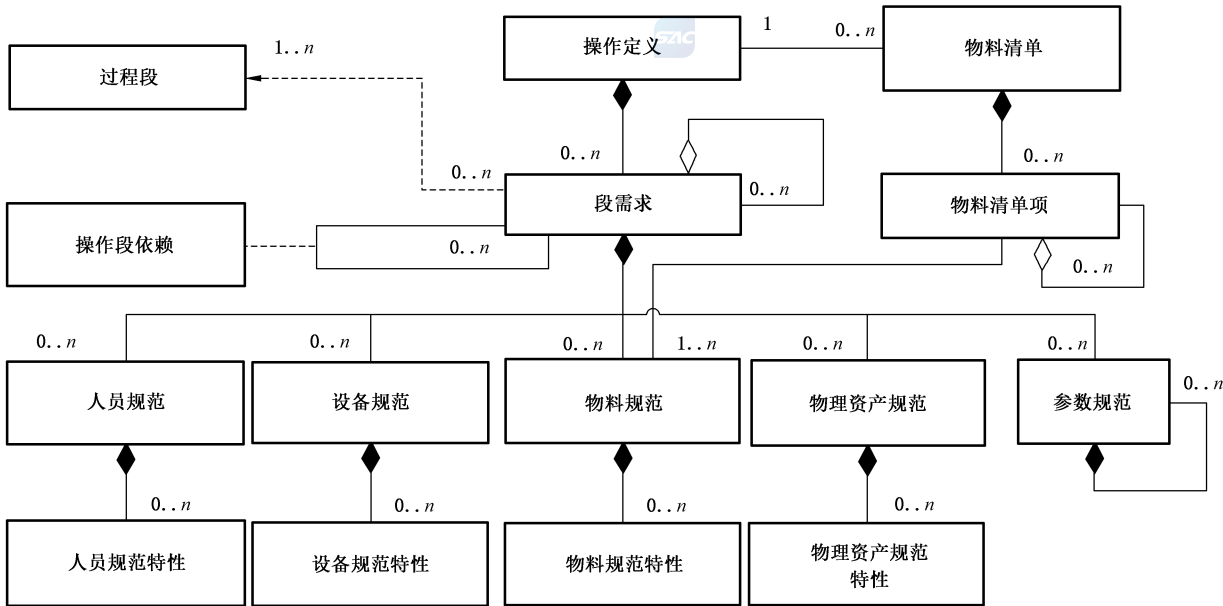 操作定义
1
0..n
物料清单
过程段
1..n
0..n
0..n
0..n
段需求
0..n
物料清单项
操作段依赖
0..n
0..n
0..n
0..n
0..n
1..n
0..n
0..n
人员规范
设备规范
物料规范
物理资产规范
参数规范
0..n
0..n
0..n
0..n
0..n
人员规范特性
设备规范特性
物料规范特性
物理资产规范
特性
SAC